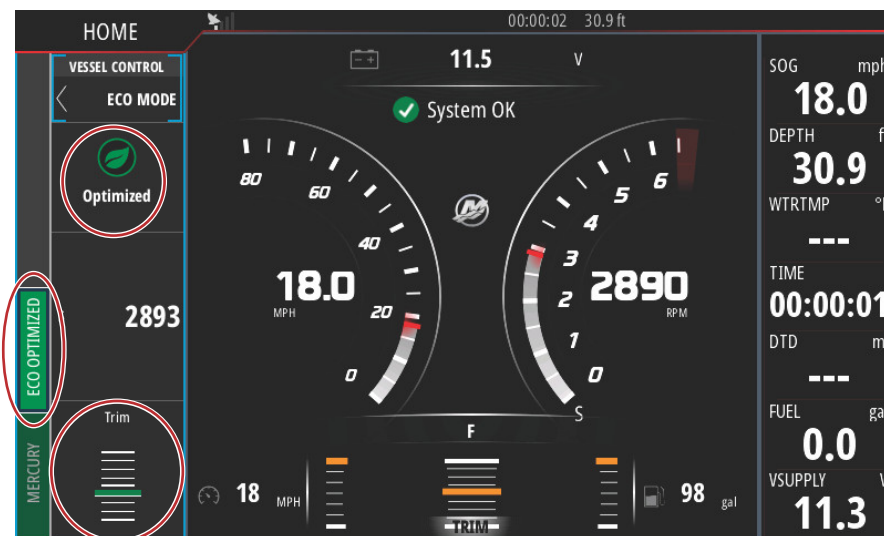 HOME
00:00:02 30.9 ft
VESSEL CONTROL
ECO MODE
Optimized
ECO OPTIMIZED
2893
Trim
MERCURY
11.5 V
System OK
80
60
40
20
0
18.0
MPH
6
5
4
3
2
1
0
S
2890
RPM
F
18 MPH
TRIM
98 gal
SOG mph
18.0
DEPTH f
30.9
WTRTMP °
---
TIME
00:00:01
DTD m
---
FUEL gal
0.0
VSUPPLY V
11.3